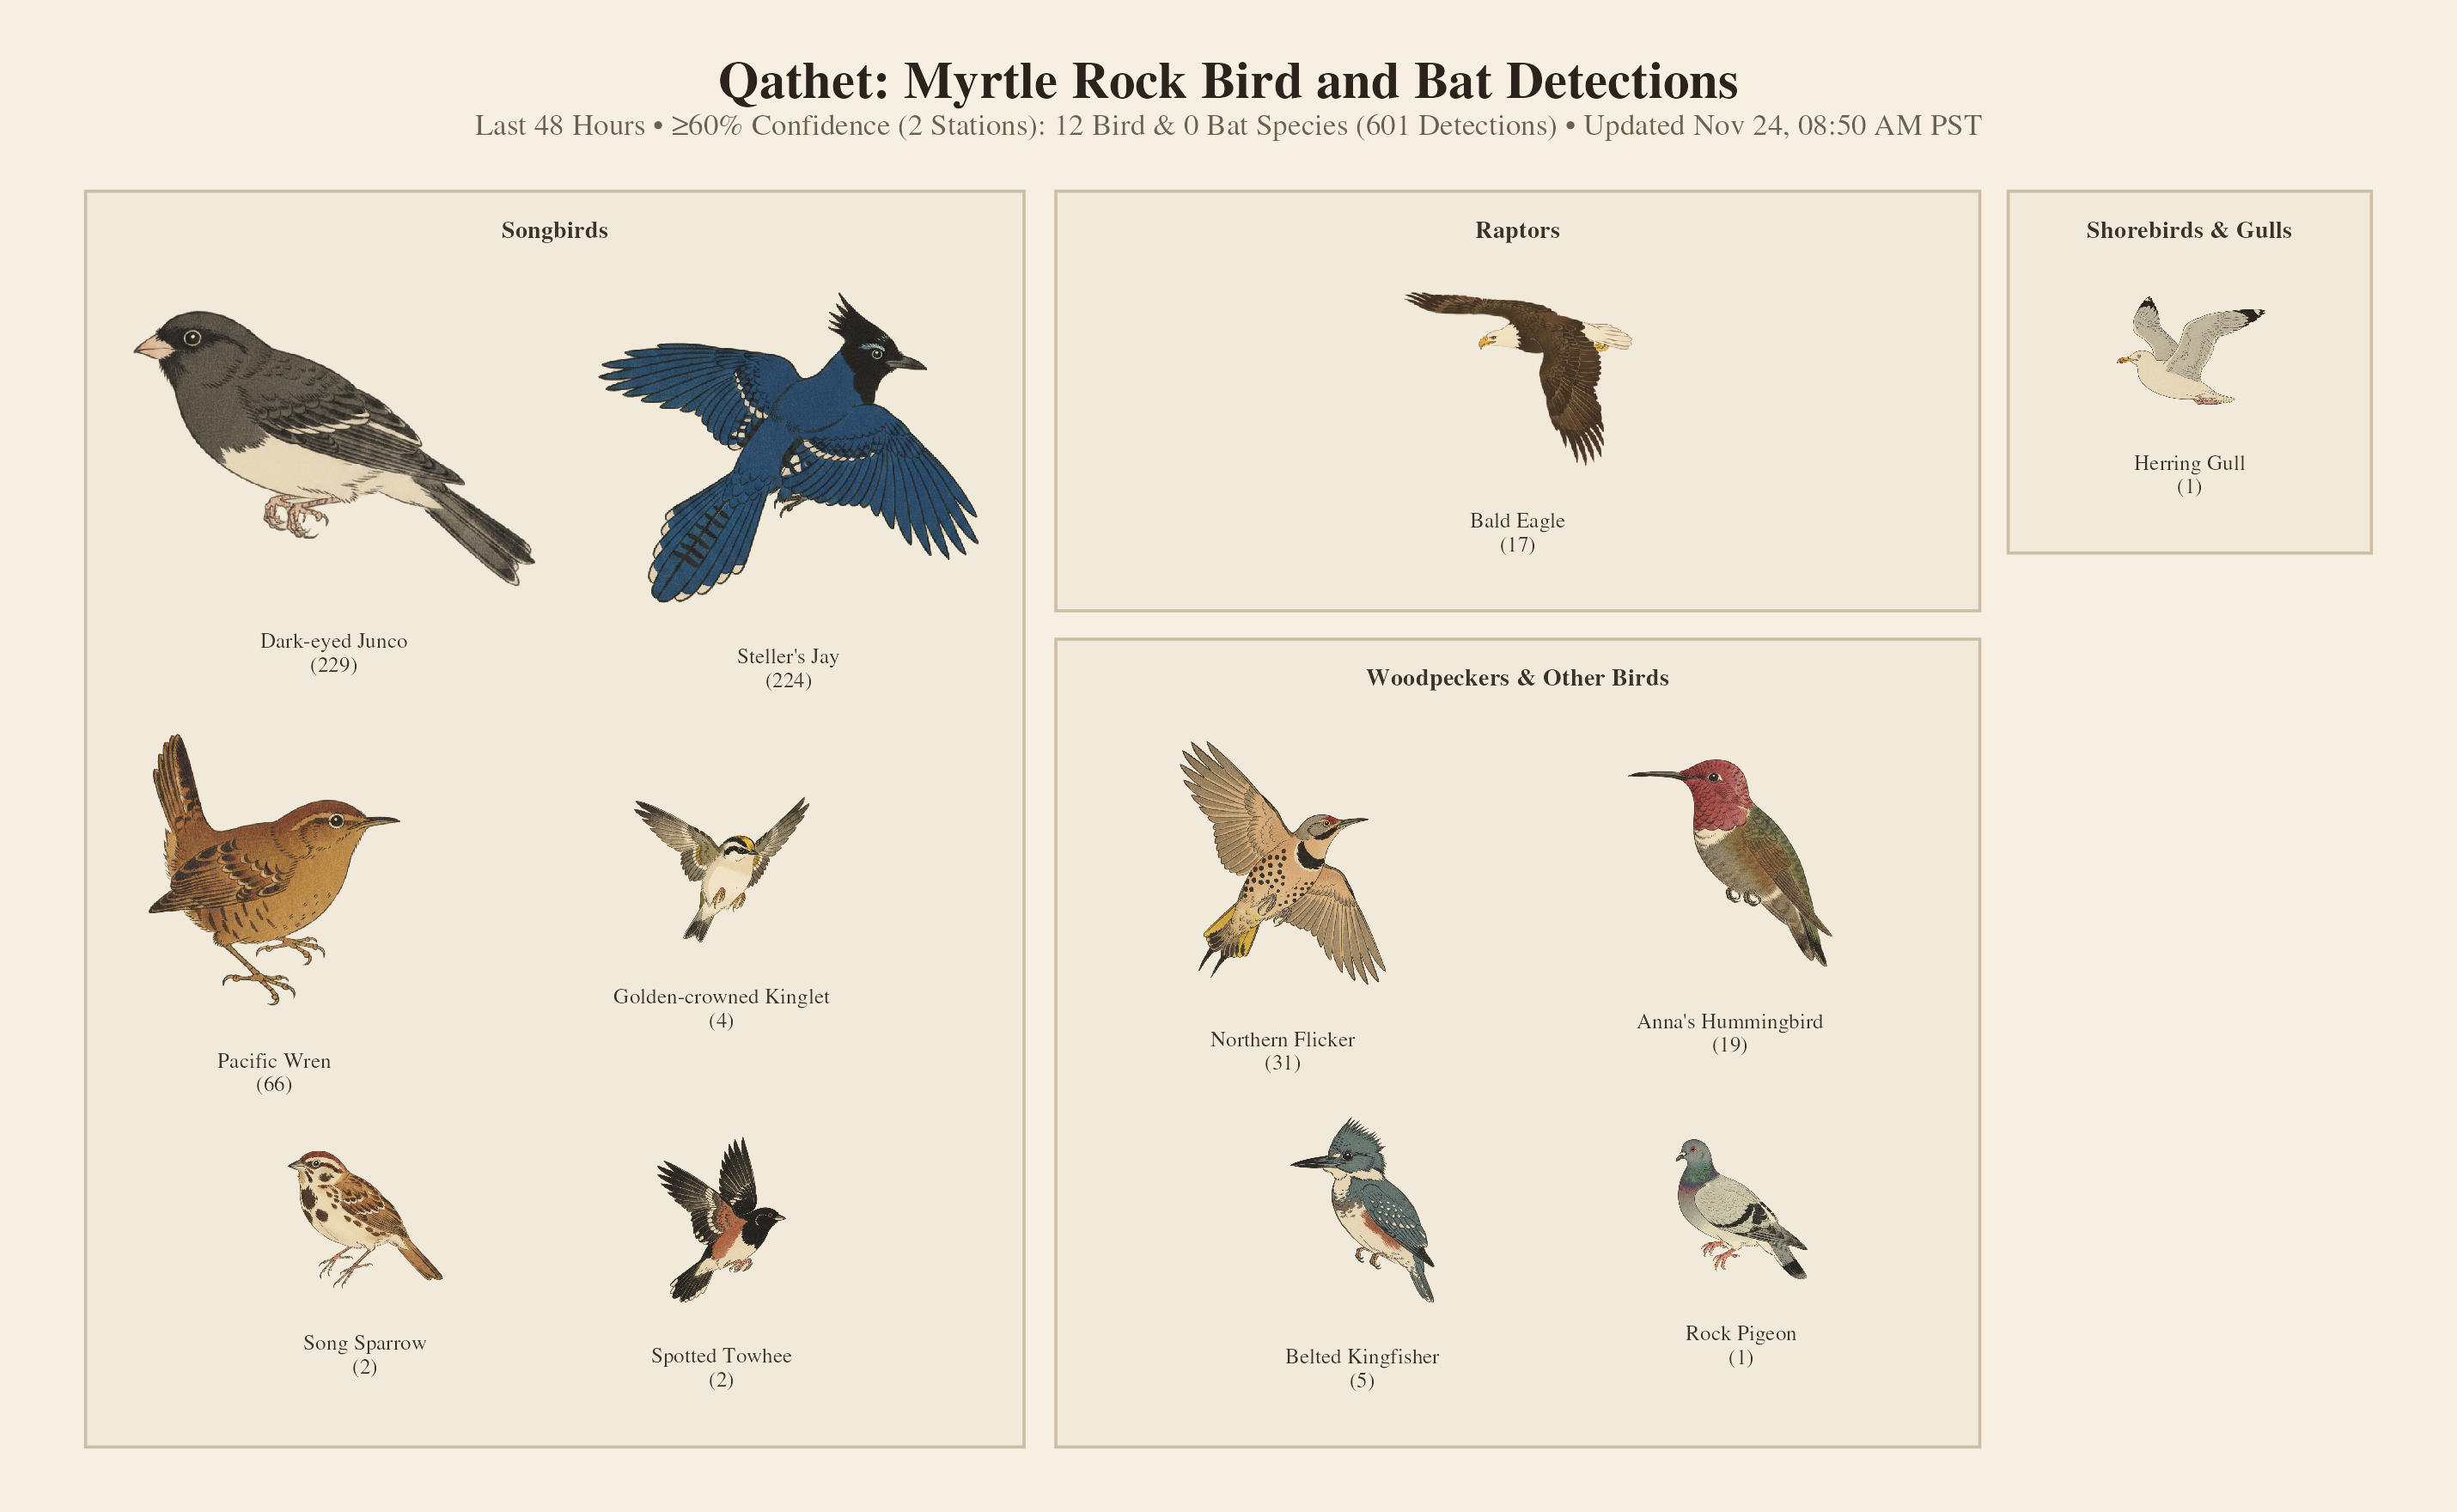 Qathet: Myrtle Rock Bird and Bat Detections
Last 48 Hours • ≥60% Confidence (2 Stations): 12 Bird & 0 Bat Species (601 Detections) • Updated Nov 24, 08:50 AM PST
Songbirds
Dark-eyed Junco
(229)
Steller's Jay
(224)
Pacific Wren
(66)
Golden-crowned Kinglet
(4)
Song Sparrow
(2)
Spotted Towhee
(2)
Raptors
Bald Eagle
(17)
Woodpeckers & Other Birds
Northern Flicker
(31)
Anna's Hummingbird
(19)
Belted Kingfisher
(5)
Rock Pigeon
(1)
Shorebirds & Gulls
Herring Gull
(1)